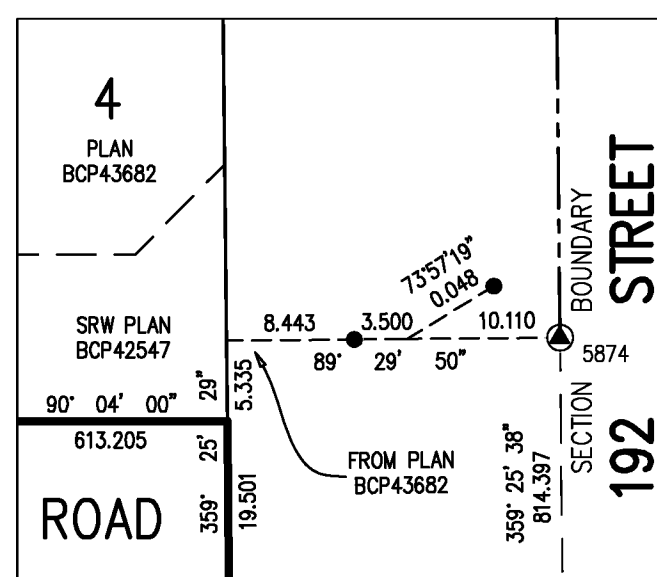 4
PLAN
BCP43682
SRW PLAN
BCP42547
90° 04' 00"
613.205
ROAD
359° 25' 29"
5.335
19.501
8.443
3.500
10.110
73°57'19"
0.048
89° 29' 50"
FROM PLAN
BCP43682
5874
359° 25' 38"
814.397
SECTION BOUNDARY
192 STREET